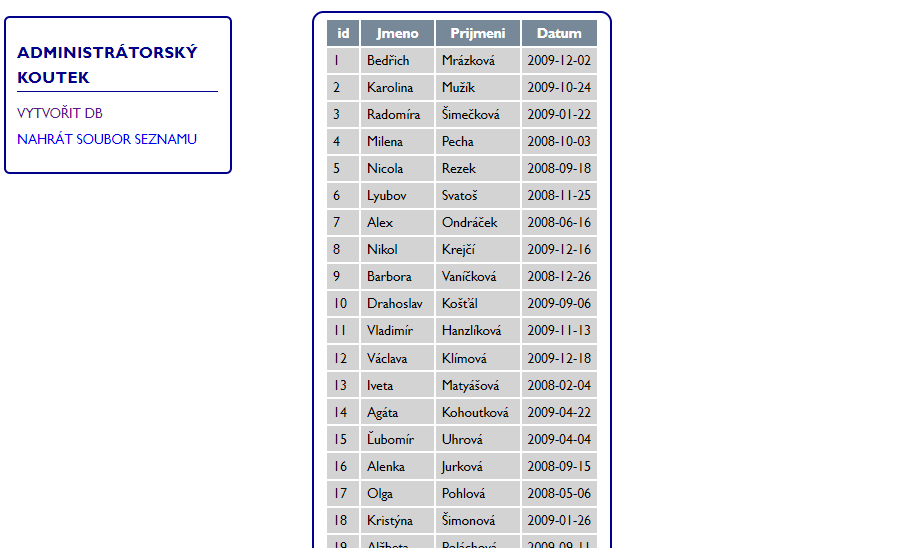 ADMINISTRÁTORSKÝ
KOUTEK
VYTVOŘIT DB
NAHRÁT SOUBOR SEZNAMU
id Jmeno Prijmeni Datum
1 Bedřich Mrázková 2009-12-02
2 Karolina Mužík 2009-10-24
3 Radomíra Šimečková 2009-01-22
4 Milena Pecha 2008-10-03
5 Nicola Rezek 2008-09-18
6 Lyubov Svatoš 2008-11-25
7 Alex Ondráček 2008-06-16
8 Nikol Krejčí 2009-12-16
9 Barbora Vaníčková 2008-12-26
10 Drahoslav Košťál 2009-09-06
11 Vladimír Hanzlíková 2009-11-13
12 Václava Klímová 2009-12-18
13 Iveta Matyášová 2008-02-04
14 Agáta Kohoutková 2009-04-22
15 Ľubomír Uhrová 2009-04-04
16 Alenka Jurková 2008-09-15
17 Olga Pohlová 2008-05-06
18 Kristýna Šimonová 2009-01-26
19 Alžbeta 2009-09-11